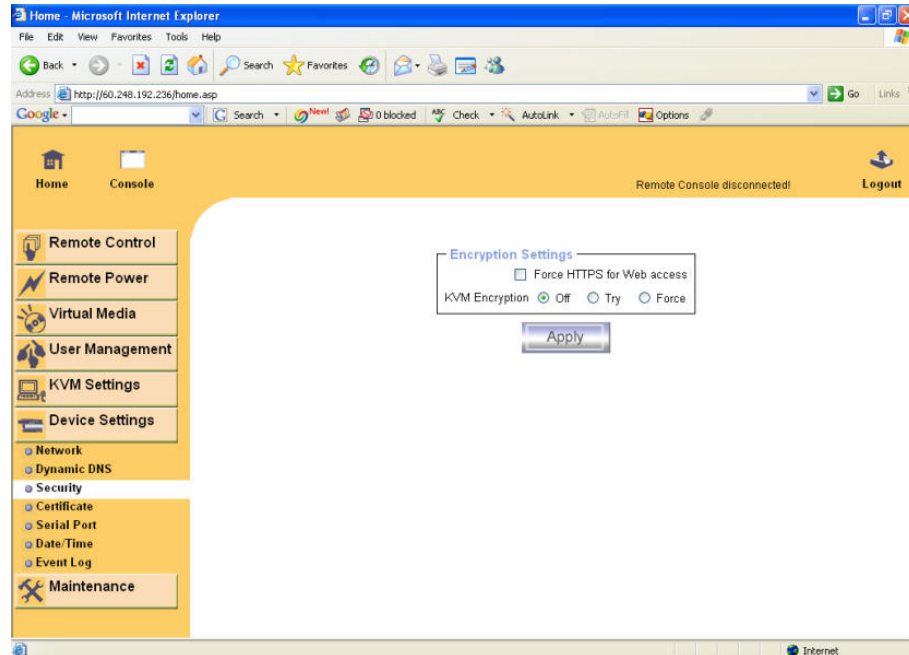 Home - Microsoft Internet Explorer
File Edit View Favorites Tools Help
Back Search Favorites
Address http://60.248.192.236/home.asp Go Links
Google Search New! 0 blocked Check AutoLink AutoFill Options
Home Console Remote Console disconnected! Logout
Remote Control
Remote Power
Virtual Media
User Management
KVM Settings
Device Settings
Network
Dynamic DNS
Security
Certificate
Serial Port
Date/Time
Event Log
Maintenance
Encryption Settings
Force HTTPS for Web access
KVM Encryption Off Try Force
Apply
Internet